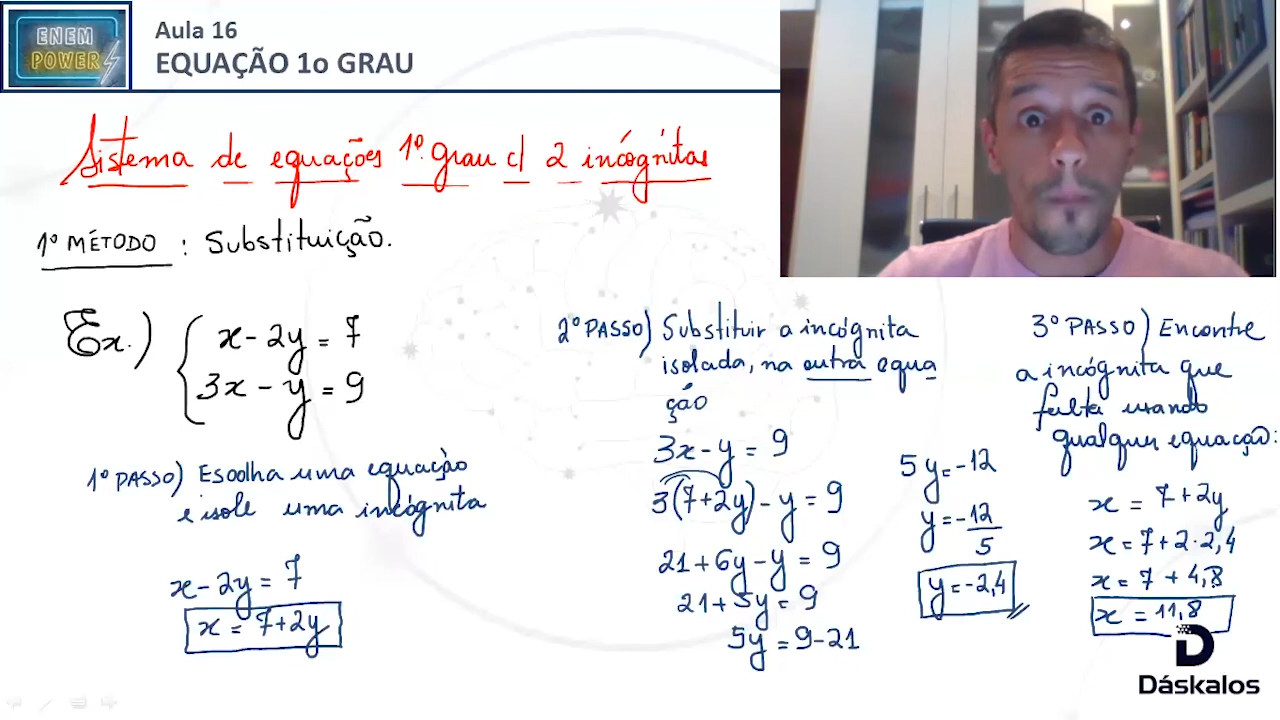 ENEM
POWER
Aula 16
EQUAÇÃO 1o GRAU
Sistema de equações 1º. grau c/ 2 incógnitas
1º MÉTODO : Substituição.
Ex.)
x - 2y = 7
3x - y = 9
1º PASSO) Escolha uma equação
e isole uma incógnita
x - 2y = 7
x = 7+2y
2º PASSO) Substituir a incógnita
isolada, na outra equa
ção
3x - y = 9
3(7+2y) - y = 9
21+6y-y = 9
21+5y = 9
5y = 9-21
5y = -12
y = -12/5
y = -2,4
3º PASSO) Encontre
a incógnita que
falta usando
qualquer equação:
x = 7+2y
x = 7+2·2,4
x = 7+4,8
x = 11,8
Dáskalos